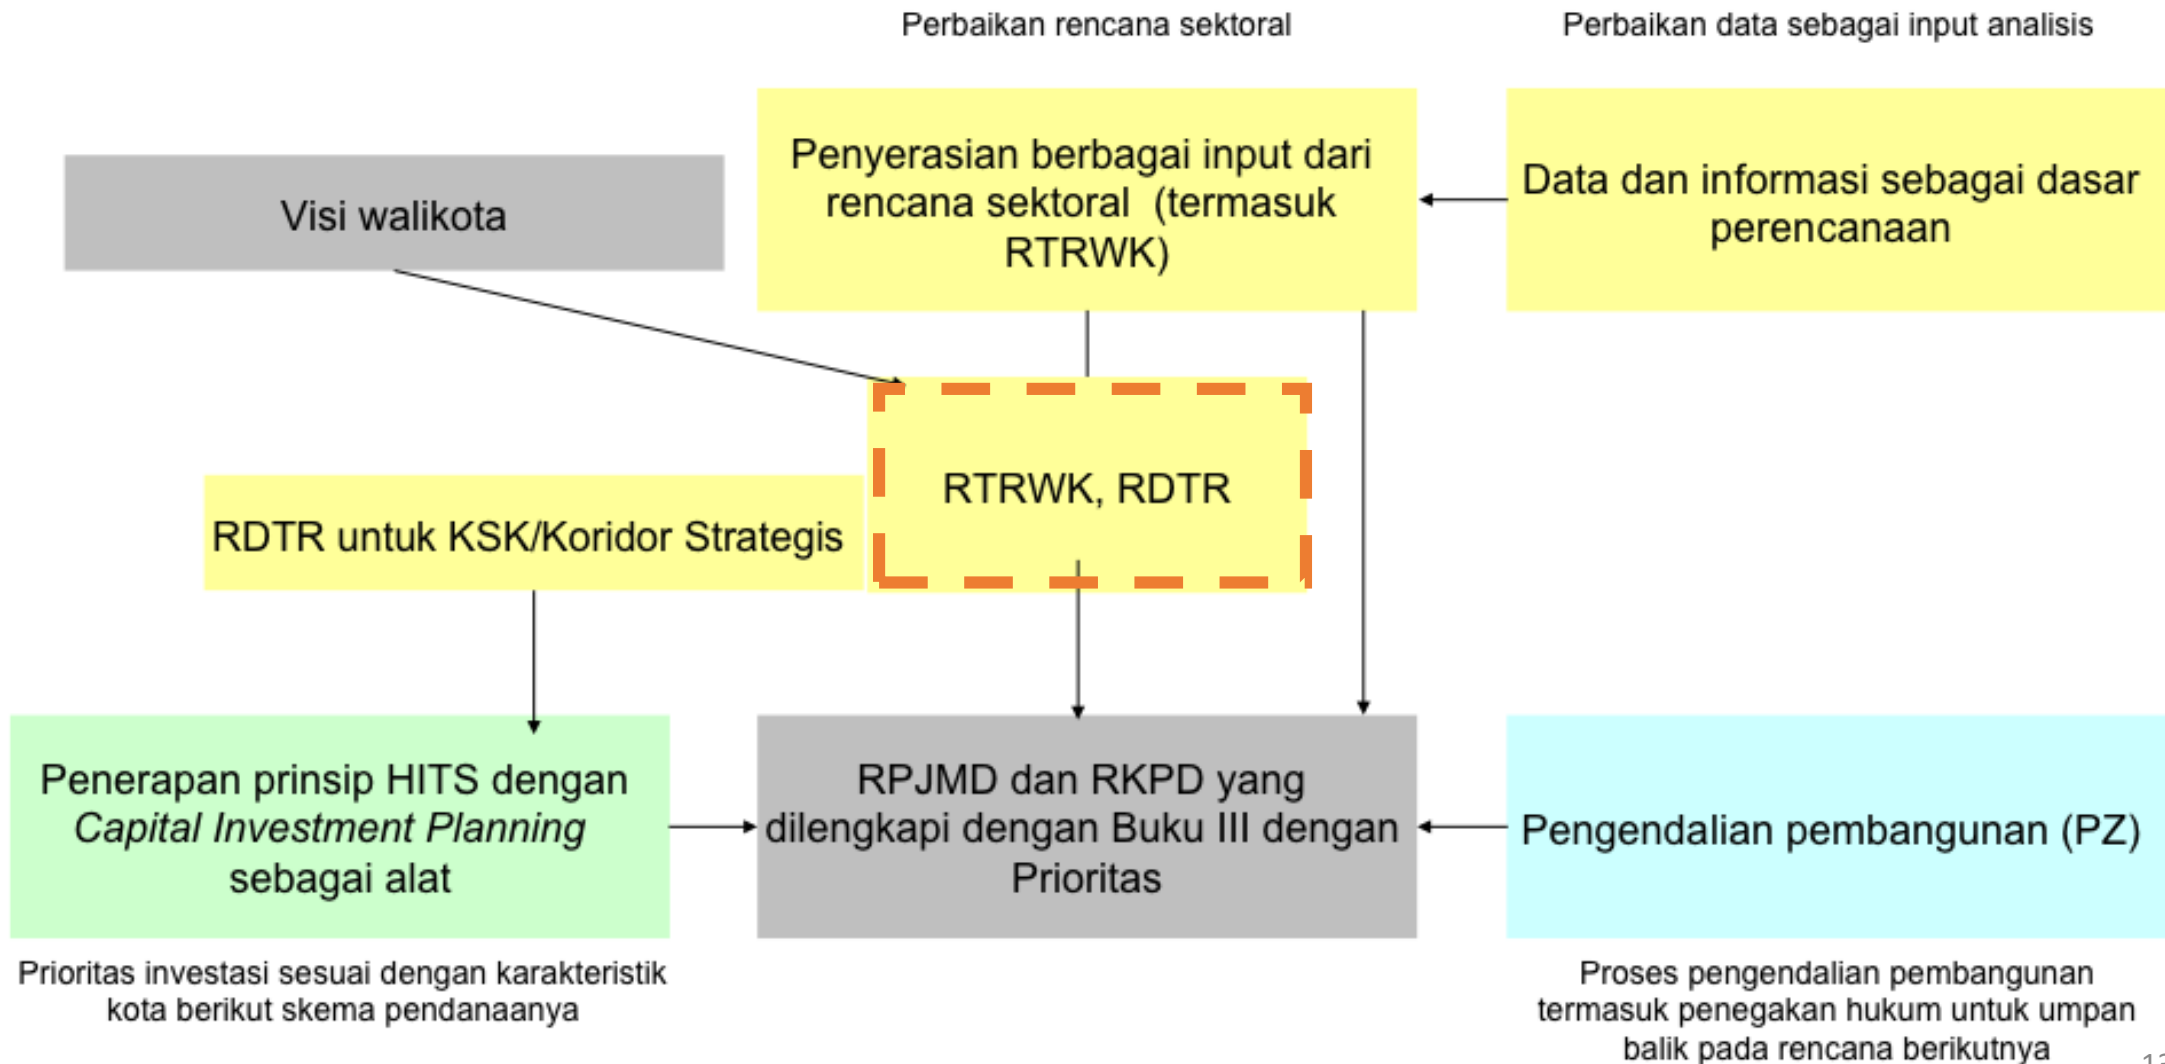 Perbaikan rencana sektoral
Perbaikan data sebagai input analisis
Visi walikota
Penyerasian berbagai input dari
rencana sektoral (termasuk
RTRWK)
Data dan informasi sebagai dasar
perencanaan
RDTR untuk KSK/Koridor Strategis
RTRWK, RDTR
Penerapan prinsip HITS dengan
Capital Investment Planning
sebagai alat
RPJMD dan RKPD yang
dilengkapi dengan Buku III dengan
Prioritas
Pengendalian pembangunan (PZ)
Prioritas investasi sesuai dengan karakteristik
kota berikut skema pendanaanya
Proses pengendalian pembangunan
termasuk penegakan hukum untuk umpan
balik pada rencana berikutnya